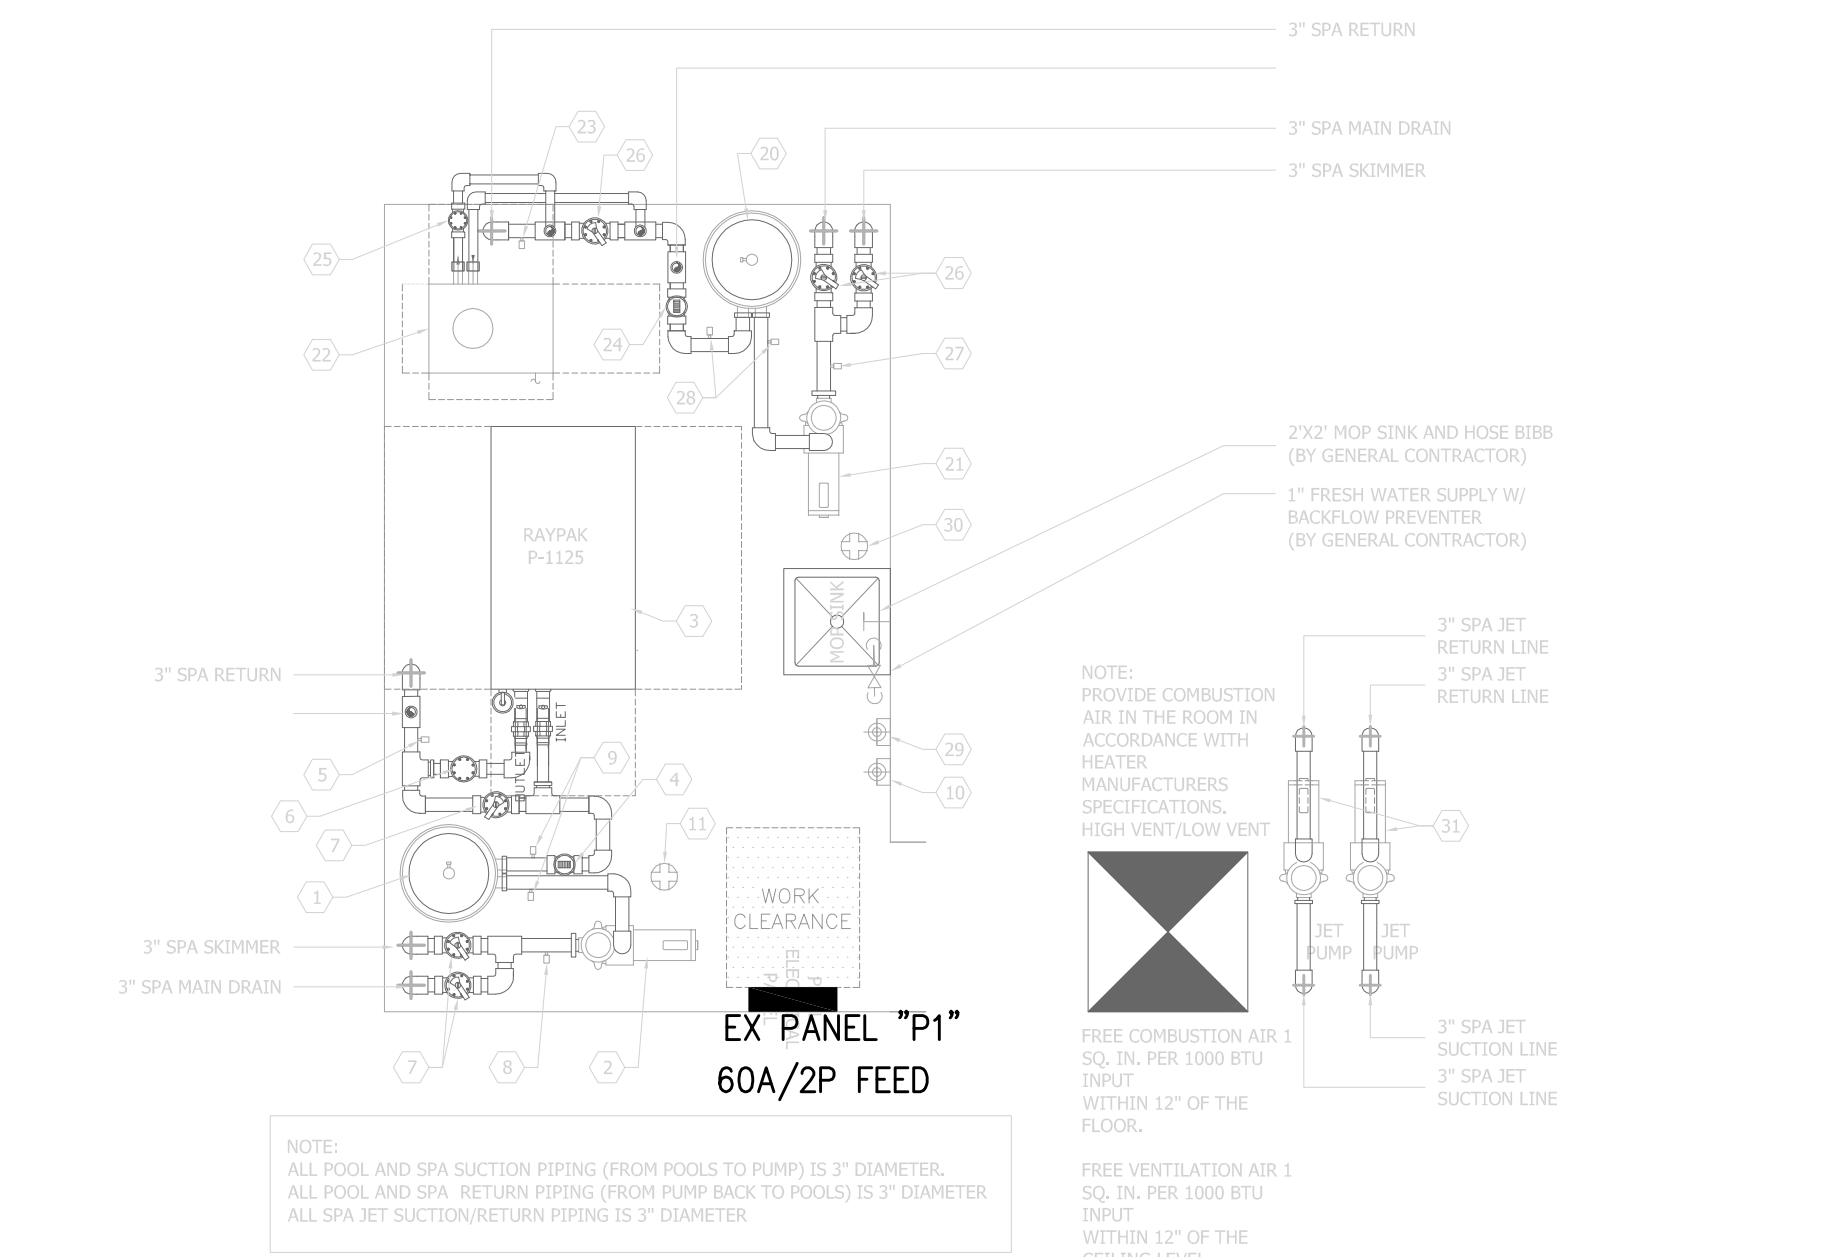 3" SPA RETURN
3" SPA MAIN DRAIN
3" SPA SKIMMER
23
26
20
25
26
22
24
28
27
21
30
2'X2' MOP SINK AND HOSE BIBB
(BY GENERAL CONTRACTOR)
1" FRESH WATER SUPPLY W/
BACKFLOW PREVENTER
(BY GENERAL CONTRACTOR)
RAYPAK
P-1125
3
MOP SINK
3" SPA RETURN
INLET
5
6
7
9
4
11
29
10
1
3" SPA SKIMMER
3" SPA MAIN DRAIN
WORK
CLEARANCE
ELECTRICAL
PANEL
EX PANEL "P1"
60A/2P FEED
7
8
2
NOTE:
PROVIDE COMBUSTION
AIR IN THE ROOM IN
ACCORDANCE WITH
HEATER
MANUFACTURERS
SPECIFICATIONS.
HIGH VENT/LOW VENT
3" SPA JET
RETURN LINE
3" SPA JET
RETURN LINE
31
JET
PUMP
JET
PUMP
3" SPA JET
SUCTION LINE
3" SPA JET
SUCTION LINE
FREE COMBUSTION AIR 1
SQ. IN. PER 1000 BTU
INPUT
WITHIN 12" OF THE
FLOOR.
FREE VENTILATION AIR 1
SQ. IN. PER 1000 BTU
INPUT
WITHIN 12" OF THE
CEILING LEVEL
NOTE:
ALL POOL AND SPA SUCTION PIPING (FROM POOLS TO PUMP) IS 3" DIAMETER.
ALL POOL AND SPA RETURN PIPING (FROM PUMP BACK TO POOLS) IS 3" DIAMETER
ALL SPA JET SUCTION/RETURN PIPING IS 3" DIAMETER